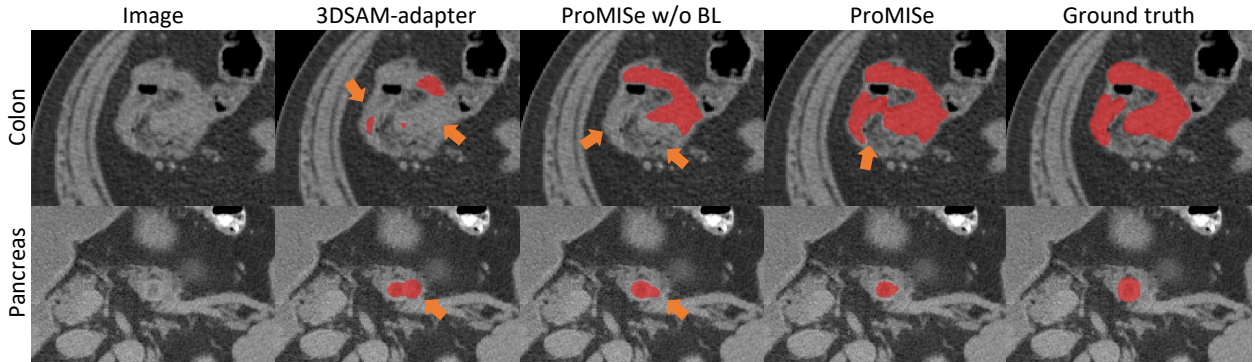 Image 3DSAM-adapter ProMISe w/o BL ProMISe Ground truth
Colon
Pancreas